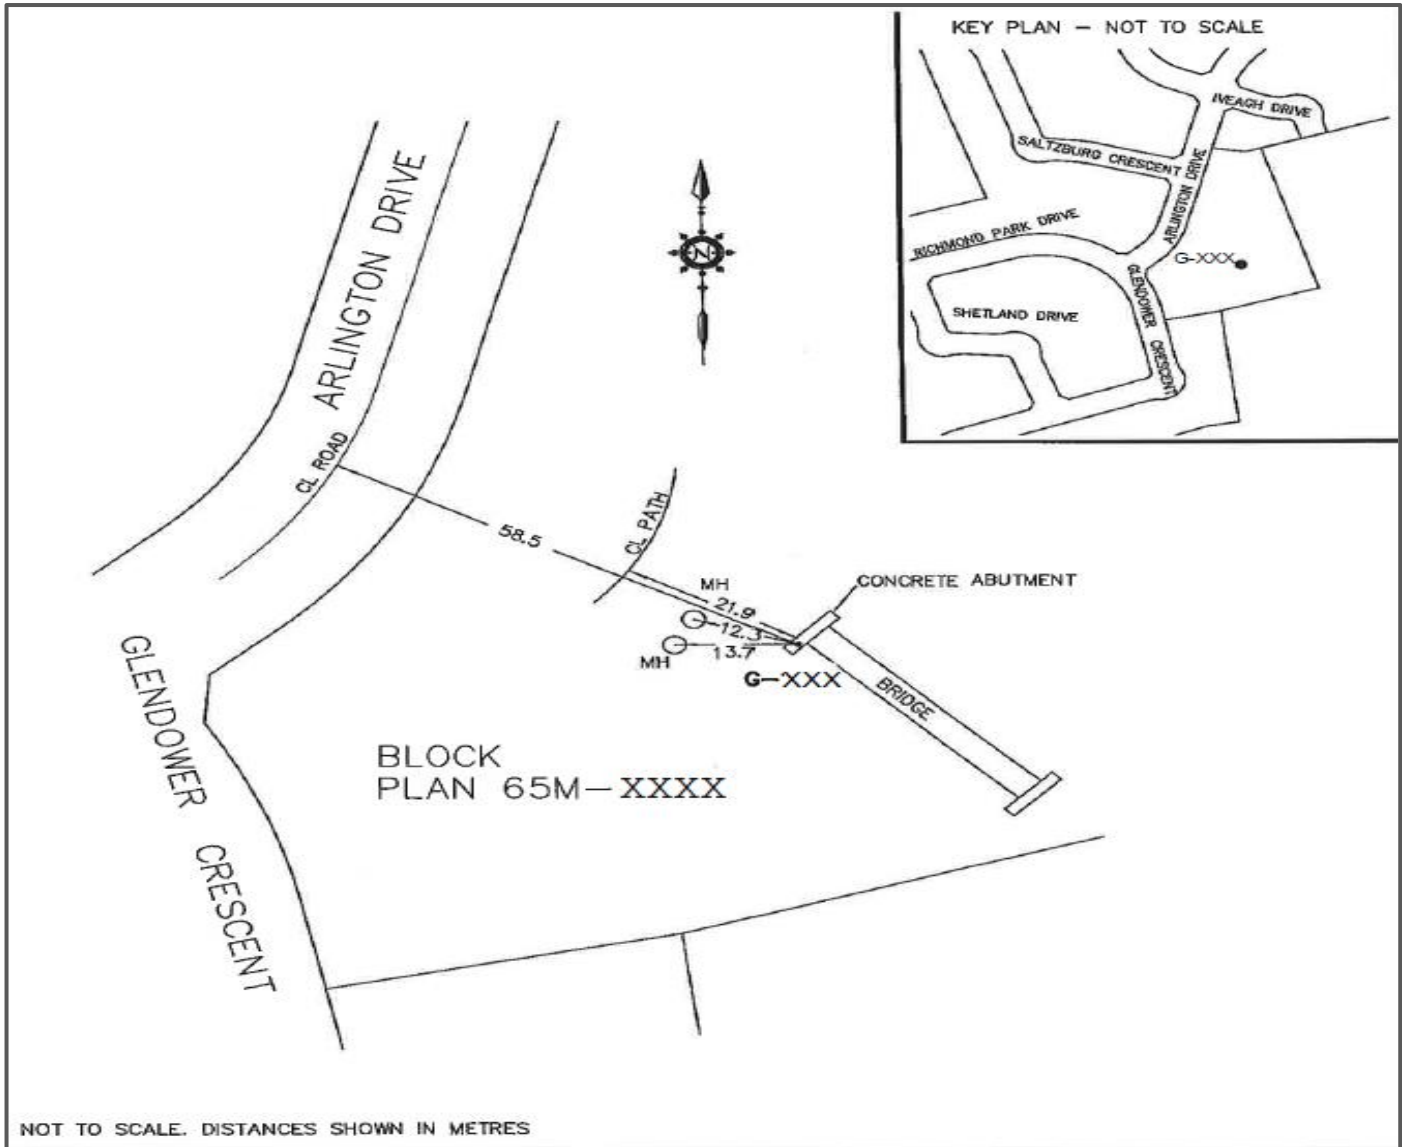 KEY PLAN – NOT TO SCALE
IVEAGH DRIVE
SALTZBURG CRESCENT
ARLINGTON DRIVE
RICHMOND PARK DRIVE
G-XXX
GLENDOWER CRESCENT
SHETLAND DRIVE
ARLINGTON DRIVE
CL ROAD
N
58.5
CL PATH
MH
21.9
12.3
13.7
MH
CONCRETE ABUTMENT
G-XXX
BRIDGE
GLENDOWER CRESCENT
BLOCK
PLAN 65M-XXXX
NOT TO SCALE. DISTANCES SHOWN IN METRES